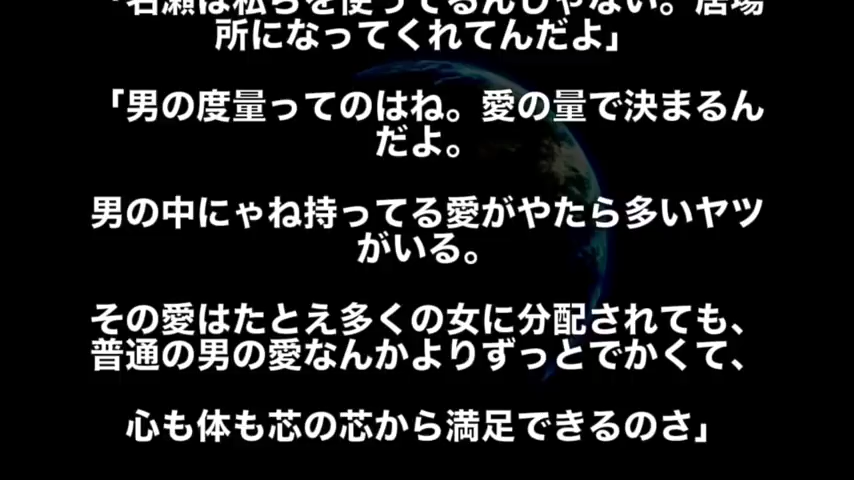 「岩瀬は私らを使ってるんじゃない。居場
所になってくれてんだよ」
「男の度量ってのはね。愛の量で決まるん
だよ。
男の中にゃね持ってる愛がやたら多いヤツ
がいる。
その愛はたとえ多くの女に分配されても、
普通の男の愛なんかよりずっとでかくて、
心も体も芯の芯から満足できるのさ」